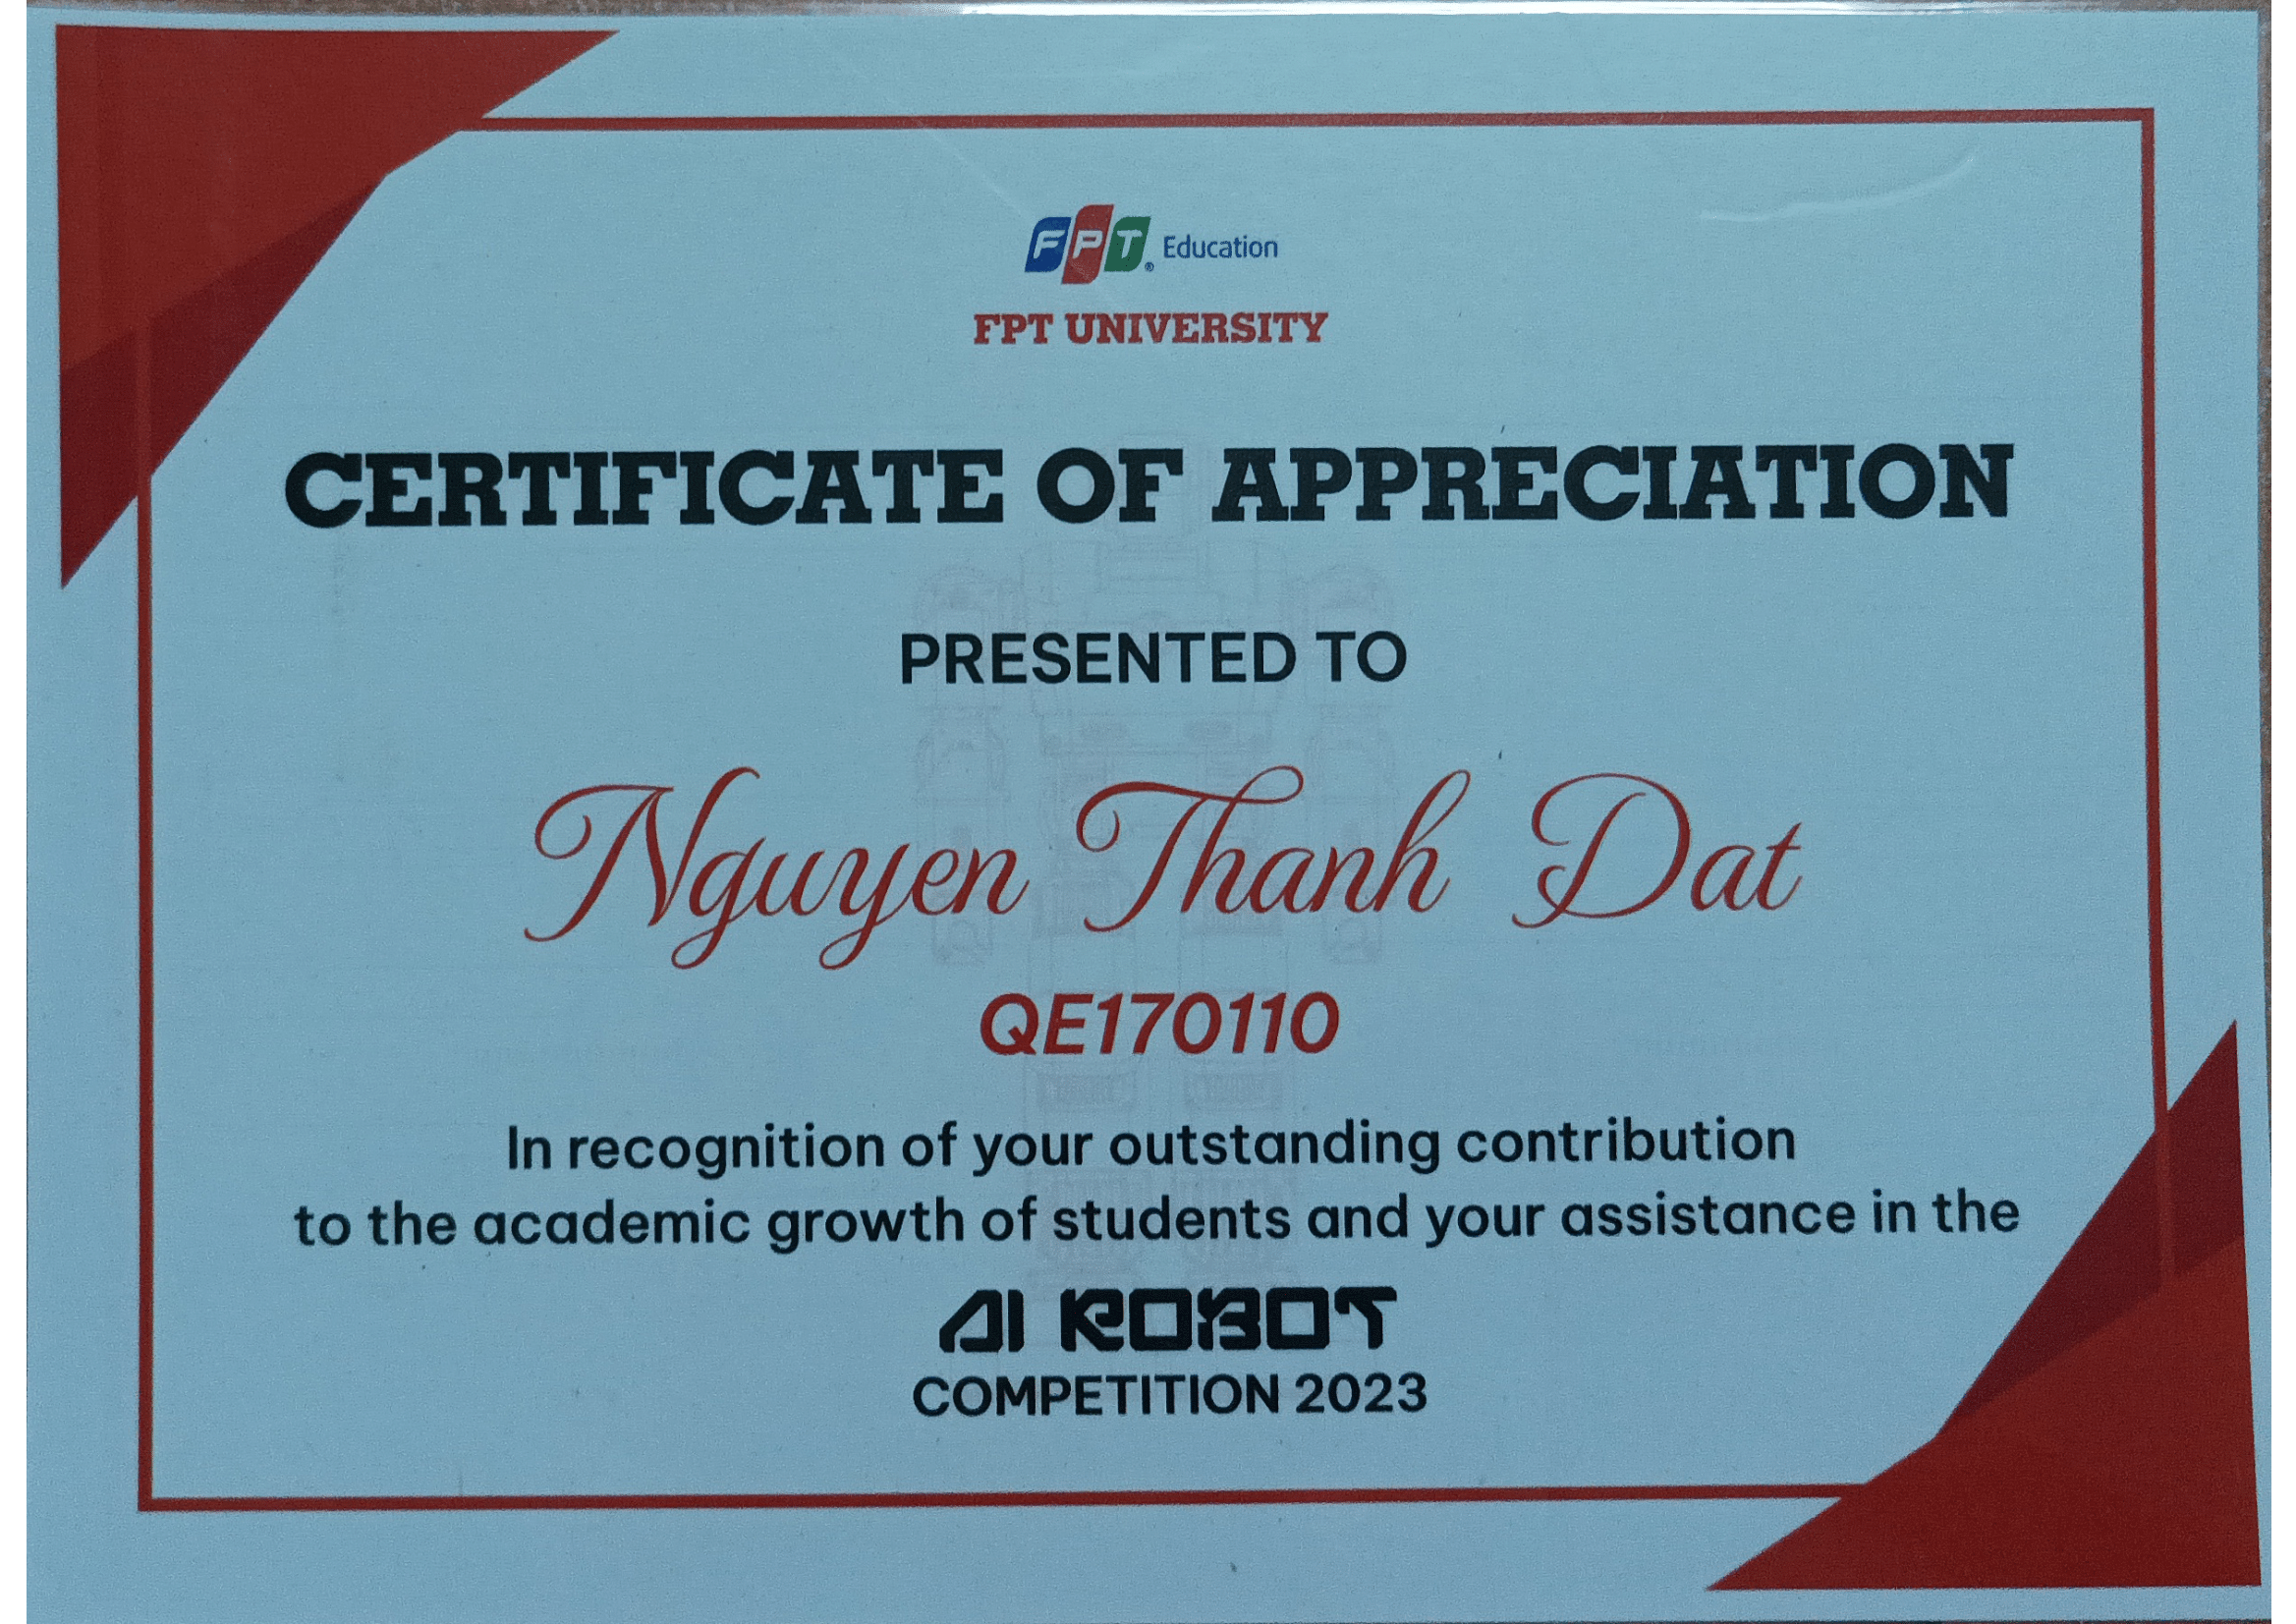 FPT® Education
FPT UNIVERSITY
CERTIFICATE OF APPRECIATION
PRESENTED TO
Nguyen Thanh Dat
QE170110
In recognition of your outstanding contribution
to the academic growth of students and your assistance in the
AI ROBOT
COMPETITION 2023